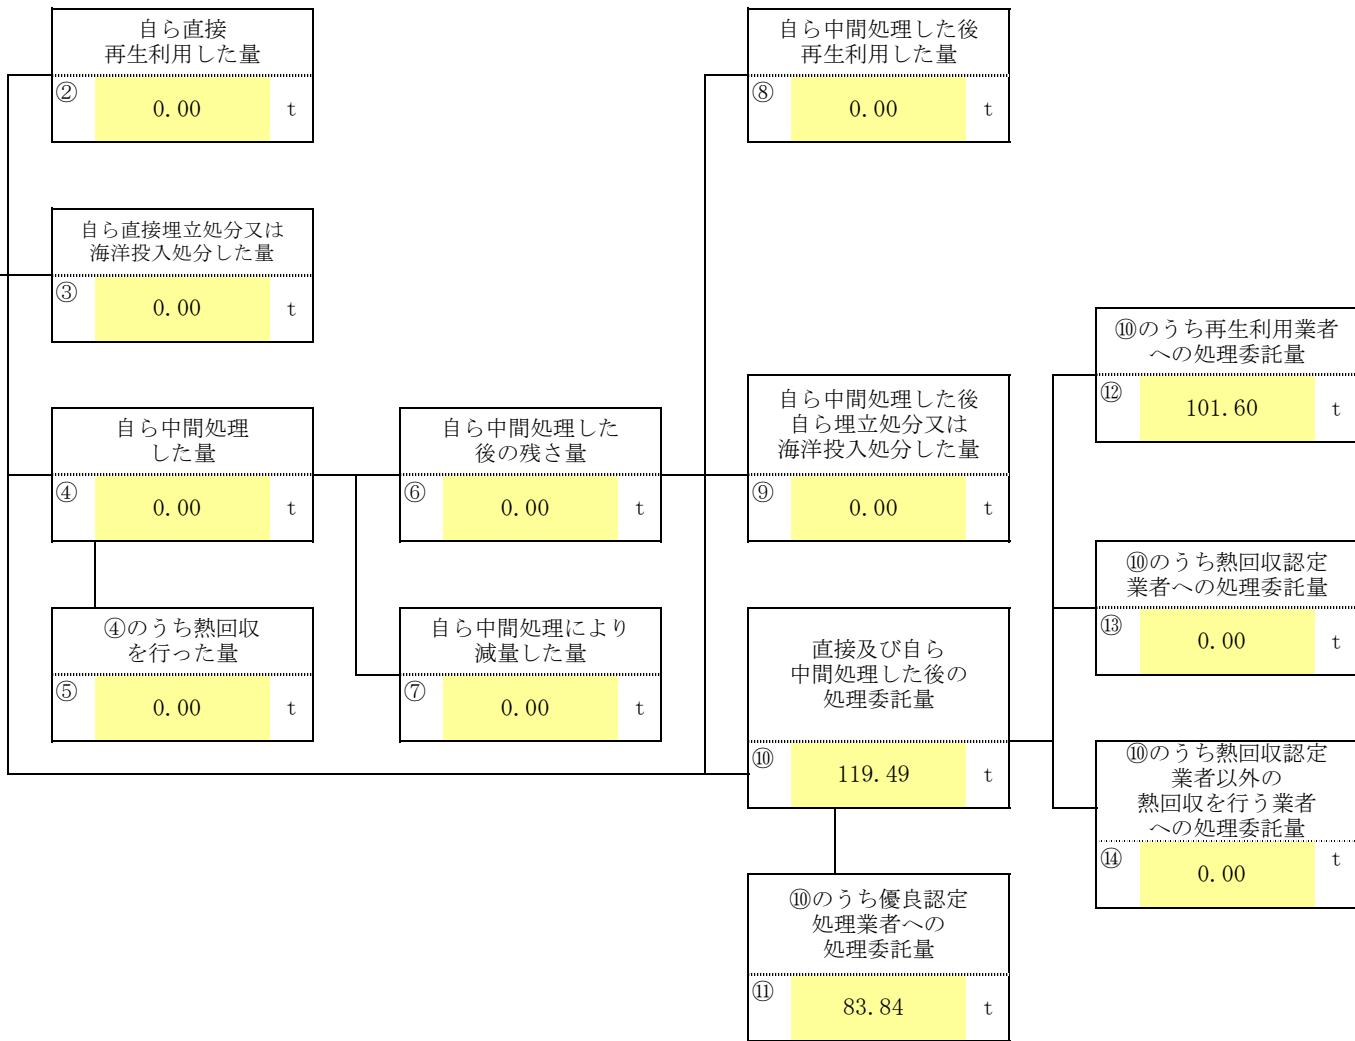 自ら直接
再生利用した量
②
0.00
t
自ら中間処理した後
再生利用した量
⑧
0.00
t
自ら直接埋立処分又は
海洋投入処分した量
③
0.00
t
⑩のうち再生利用業者
への処理委託量
⑫
101.60
t
自ら中間処理
した量
④
0.00
t
自ら中間処理した
後の残さ量
⑥
0.00
t
自ら中間処理した後
自ら埋立処分又は
海洋投入処分した量
⑨
0.00
t
⑩のうち熱回収認定
業者への処理委託量
⑬
0.00
t
④のうち熱回収
を行った量
⑤
0.00
t
自ら中間処理により
減量した量
⑦
0.00
t
直接及び自ら
中間処理した後の
処理委託量
⑩
119.49
t
⑩のうち熱回収認定
業者以外の
熱回収を行う業者
への処理委託量
⑭
0.00
t
⑩のうち優良認定
処理業者への
処理委託量
⑪
83.84
t